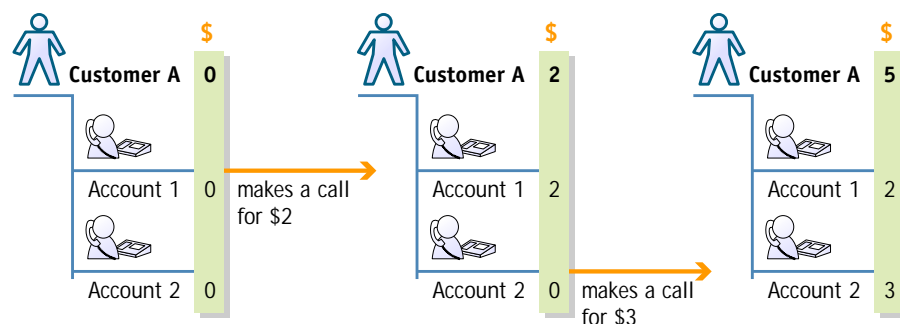 $ $ $
Customer A 0 Customer A 2 Customer A 5
Account 1 0 makes a call Account 1 2 Account 1 2
for $2
Account 2 0 Account 2 0 makes a call Account 2 3
for $3